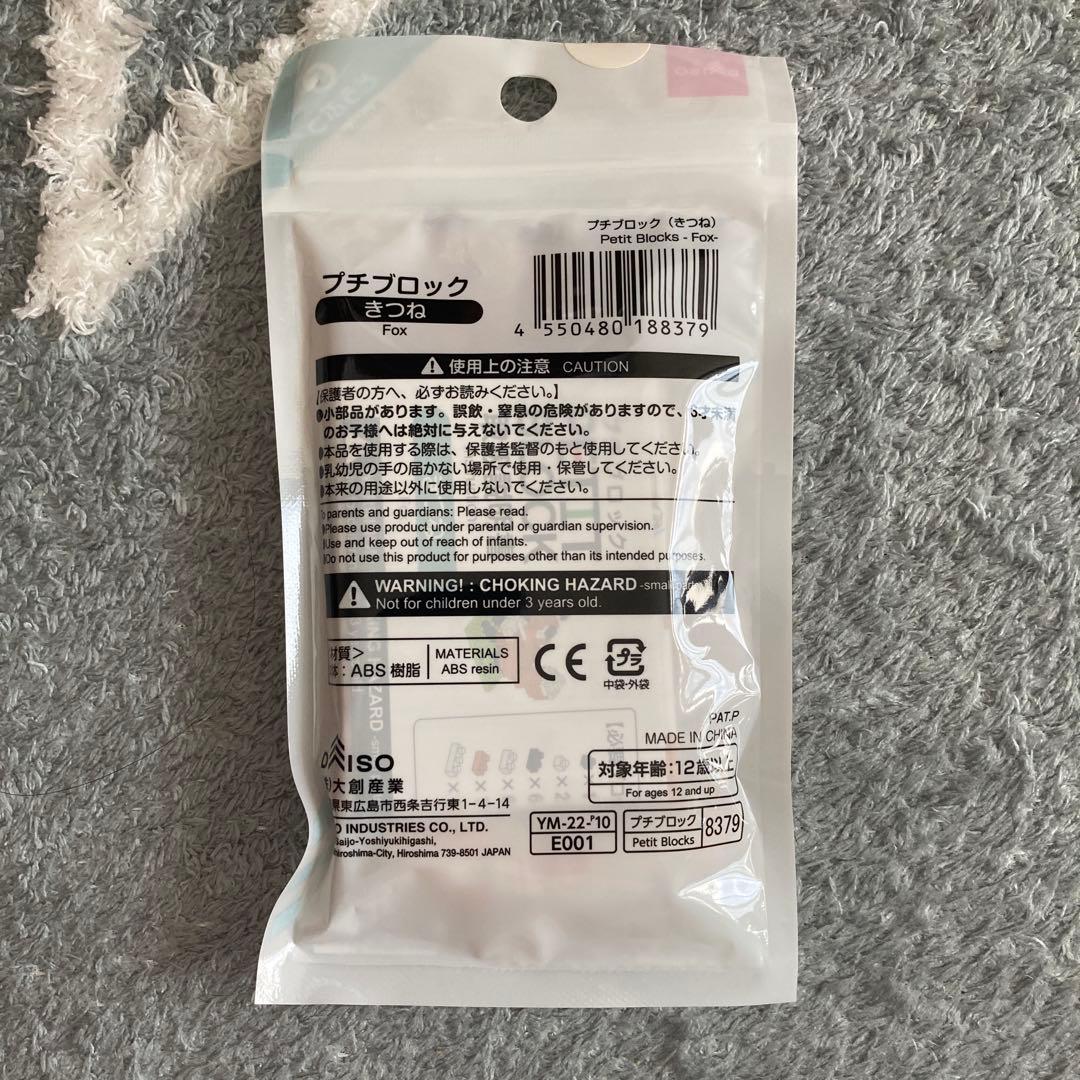 プチブロック（きつね）
Petit Blocks - Fox-
プチブロック
きつね
Fox
4 550480 188379
使用上の注意 CAUTION
【保護者の方へ、必ずお読みください。】
●小部品があります。誤飲・窒息の危険がありますので、才未満
のお子様へは絶対に与えないでください。
●本品を使用する際は、保護者監督のもと使用してください。
●乳幼児の手の届かない場所で使用・保管してください。
●本来の用途以外に使用しないでください。
parents and guardians: Please read.
Please use product under parental or guardian supervision.
Use and keep out of reach of infants.
Do not use this product for purposes other than its intended purposes.
WARNING! : CHOKING HAZARD -small
Not for children under 3 years old.
材質＞
：ABS 樹脂
MATERIALS
ABS resin
CE
プラ
中袋・外袋
PAT.P
MADE IN CHINA
対象年齢：12歳以上
For ages 12 and up
大創産業
東広島市西条吉行東1-4-14
INDUSTRIES CO., LTD.
Saijo-Yoshiyukihigashi,
Hiroshima-City, Hiroshima 739-8501 JAPAN
YM-22-10
E001
プチブロック
Petit Blocks
8379